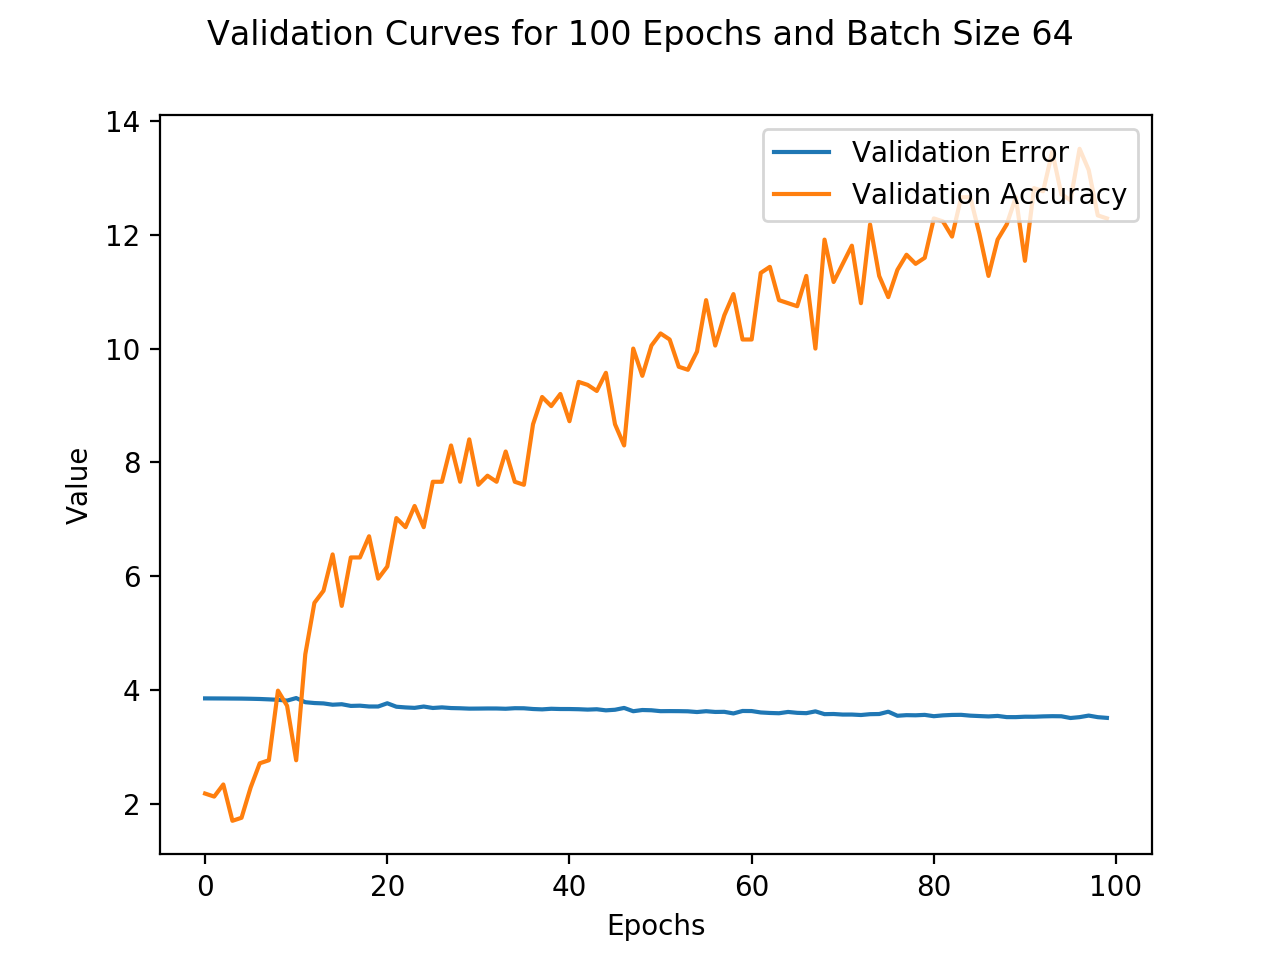 Validation Curves for 100 Epochs and Batch Size 64
14
12
10
8
6
4
2
Value
Validation Error
Validation Accuracy
0
20
40
60
80
100
Epochs